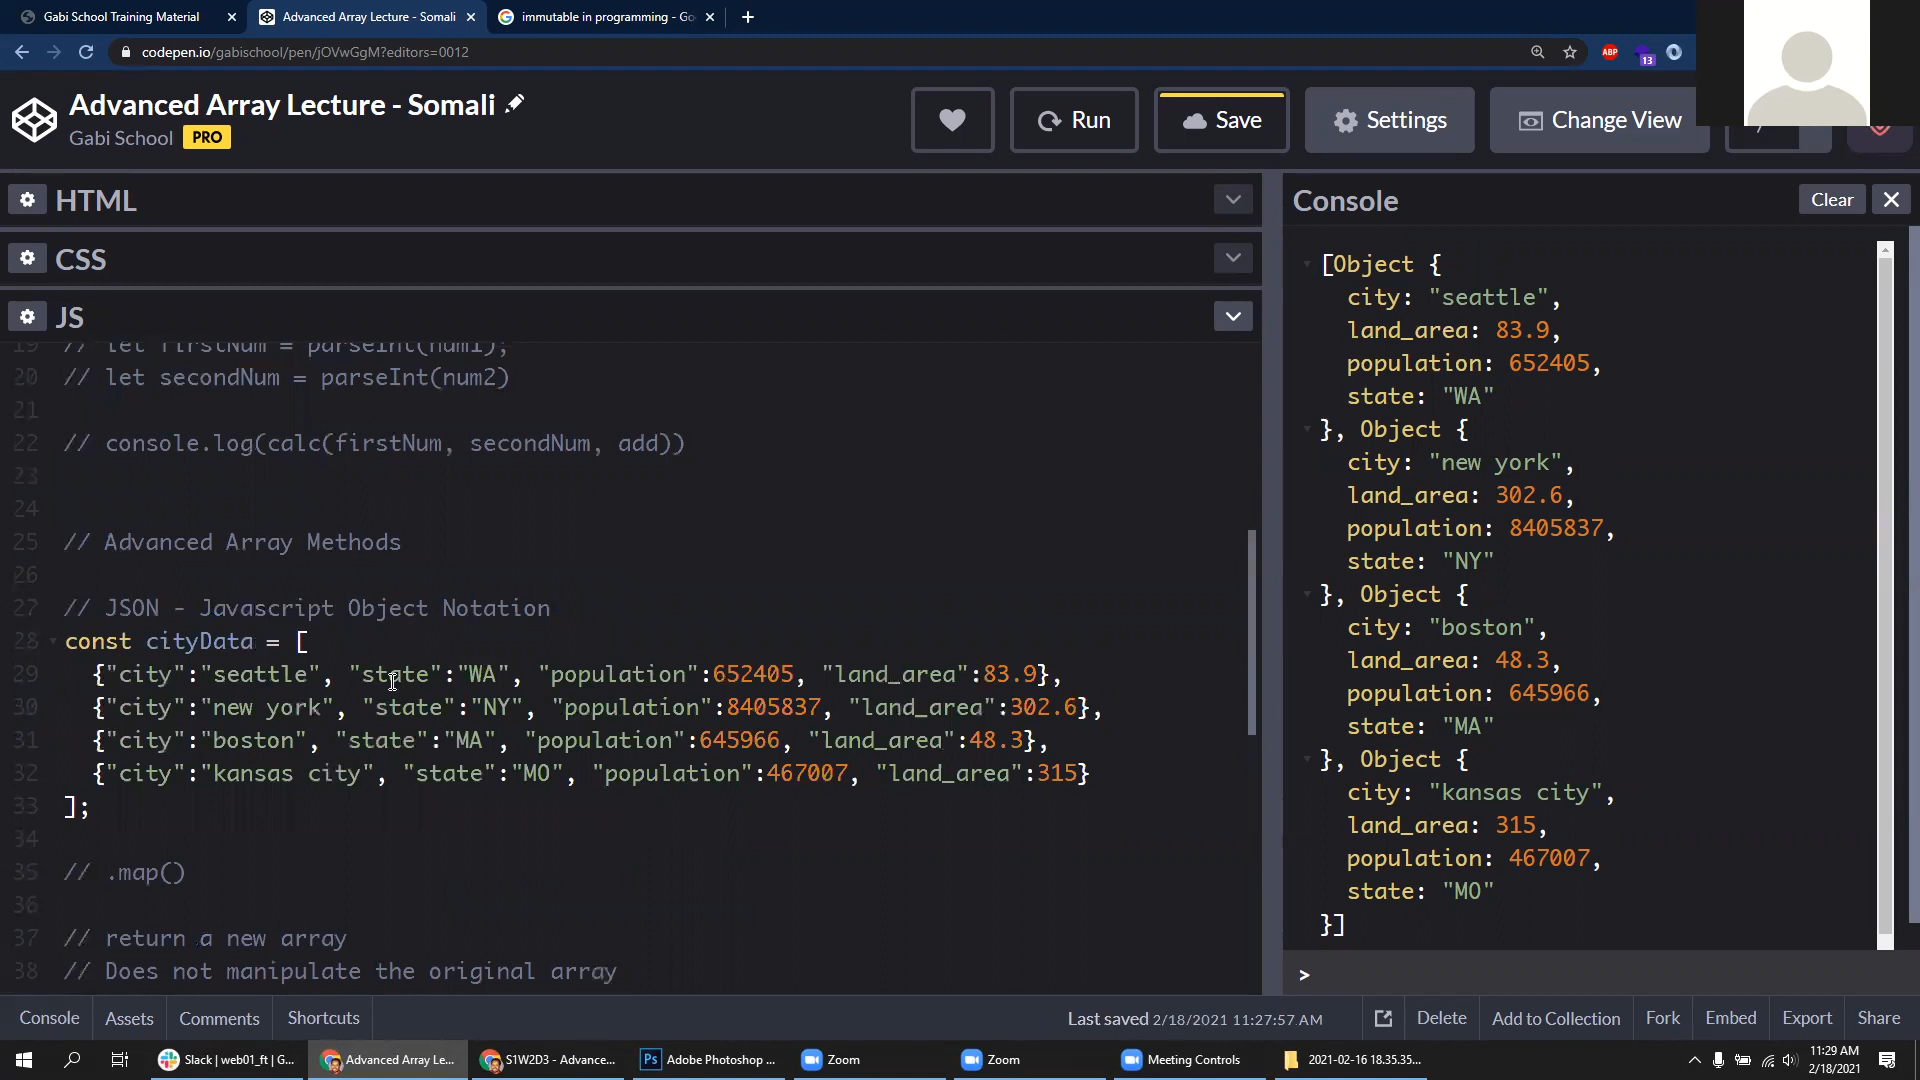 Gabi School Training Material
Advanced Array Lecture - Somali
immutable in programming - Go
codepen.io/gabischool/pen/jOVwGgM?editors=0012
ABP
13
Advanced Array Lecture - Somali
Gabi School PRO
Run
Save
Settings
Change View
HTML
CSS
JS
19 // let firstNum = parseInt(num1);
20 // let secondNum = parseInt(num2)
21
22 // console.log(calc(firstNum, secondNum, add))
23
24
25 // Advanced Array Methods
26
27 // JSON - Javascript Object Notation
28 const cityData = [
29 {"city":"seattle", "state":"WA", "population":652405, "land_area":83.9},
30 {"city":"new york", "state":"NY", "population":8405837, "land_area":302.6},
31 {"city":"boston", "state":"MA", "population":645966, "land_area":48.3},
32 {"city":"kansas city", "state":"MO", "population":467007, "land_area":315}
33 ];
34
35 // .map()
36
37 // return a new array
38 // Does not manipulate the original array
Console
Clear
[Object {
city: "seattle",
land_area: 83.9,
population: 652405,
state: "WA"
}, Object {
city: "new york",
land_area: 302.6,
population: 8405837,
state: "NY"
}, Object {
city: "boston",
land_area: 48.3,
population: 645966,
state: "MA"
}, Object {
city: "kansas city",
land_area: 315,
population: 467007,
state: "MO"
}]
>
Console
Assets
Comments
Shortcuts
Last saved 2/18/2021 11:27:57 AM
Delete
Add to Collection
Fork
Embed
Export
Share
Slack | web01_ft | G...
Advanced Array Le...
S1W2D3 - Advance...
Ps Adobe Photoshop ...
Zoom
Zoom
Meeting Controls
2021-02-16 18.35.35...
11:29 AM
2/18/2021